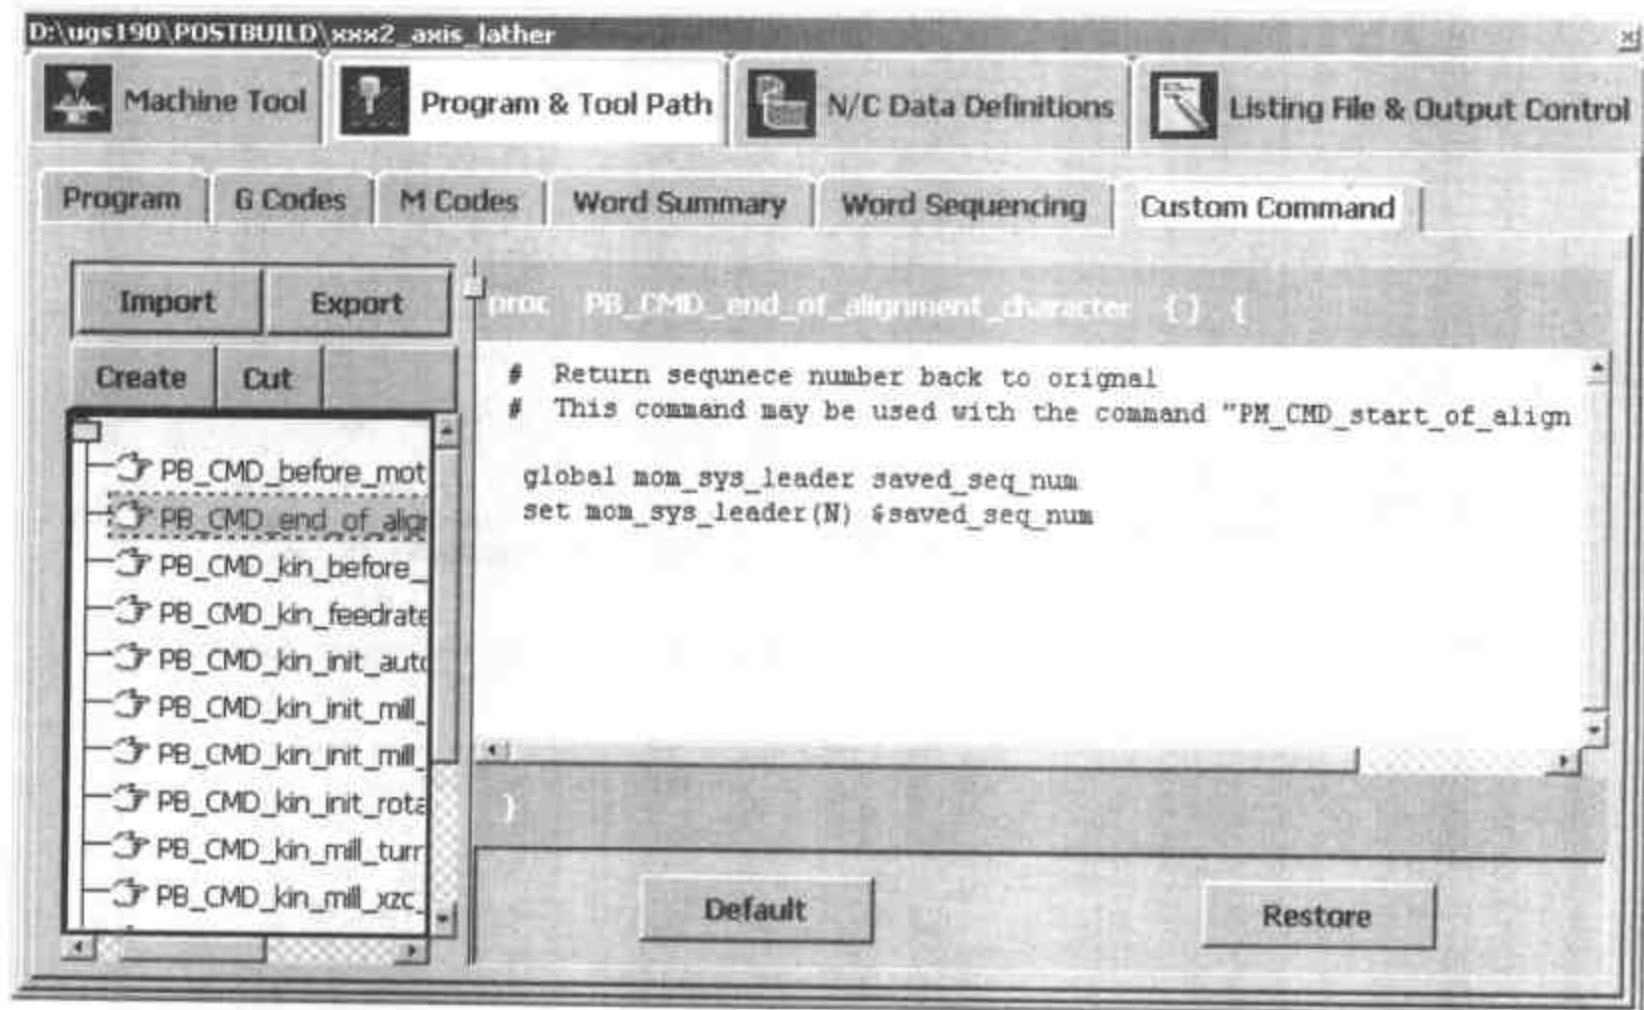 D:\ugs190\POSTBUILD\xxx2_axis_lather
Machine Tool Program & Tool Path N/C Data Definitions Listing File & Output Control
Program G Codes M Codes Word Summary Word Sequencing Custom Command
Import Export
Create Cut
PB_CMD_before_mot
PB_CMD_end_of_align
PB_CMD_kin_before_
PB_CMD_kin_feedrate
PB_CMD_kin_init_auto
PB_CMD_kin_init_mill_
PB_CMD_kin_init_mill_
PB_CMD_kin_init_rota
PB_CMD_kin_mill_turr
PB_CMD_kin_mill_xzc_
proc PB_CMD_end_of_alignment_character {} {
# Return sequnece number back to orignal
# This command may be used with the command "PM_CMD_start_of_align
global mom_sys_leader saved_seq_num
set mom_sys_leader(N) $saved_seq_num
}
Default Restore